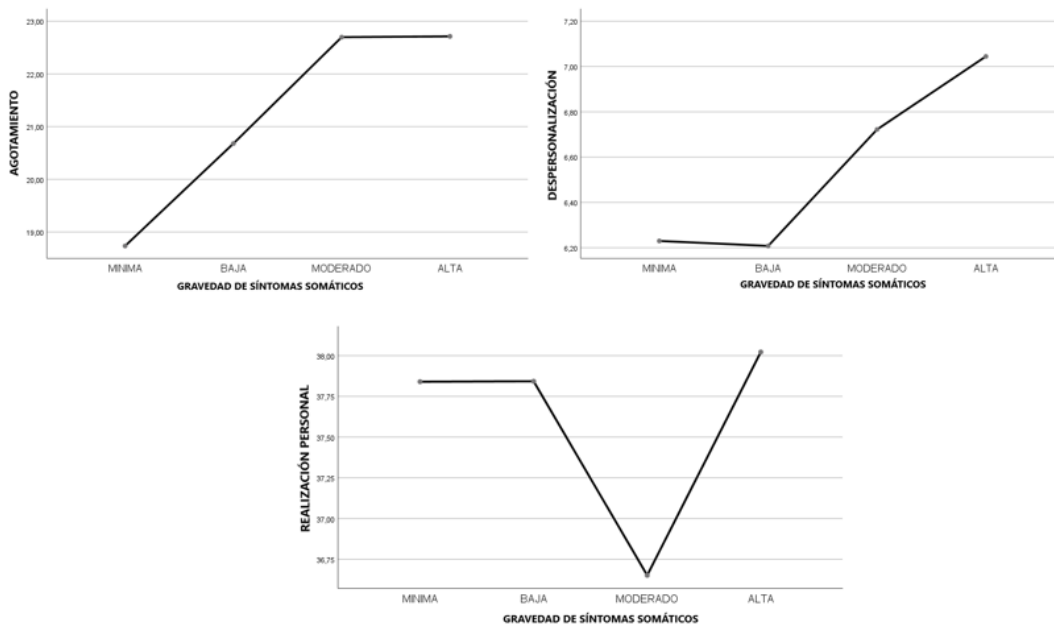 23,00
22,00
21,00
20,00
19,00
AGOTAMIENTO
MINIMA BAJA MODERADO ALTA
GRAVEDAD DE SÍNTOMAS SOMÁTICOS
7,20
7,00
6,80
6,60
6,40
6,20
DESPERSONALIZACIÓN
MINIMA BAJA MODERADO ALTA
GRAVEDAD DE SÍNTOMAS SOMÁTICOS
38,00
37,75
37,50
37,25
37,00
36,75
REALIZACIÓN PERSONAL
MINIMA BAJA MODERADO ALTA
GRAVEDAD DE SÍNTOMAS SOMÁTICOS